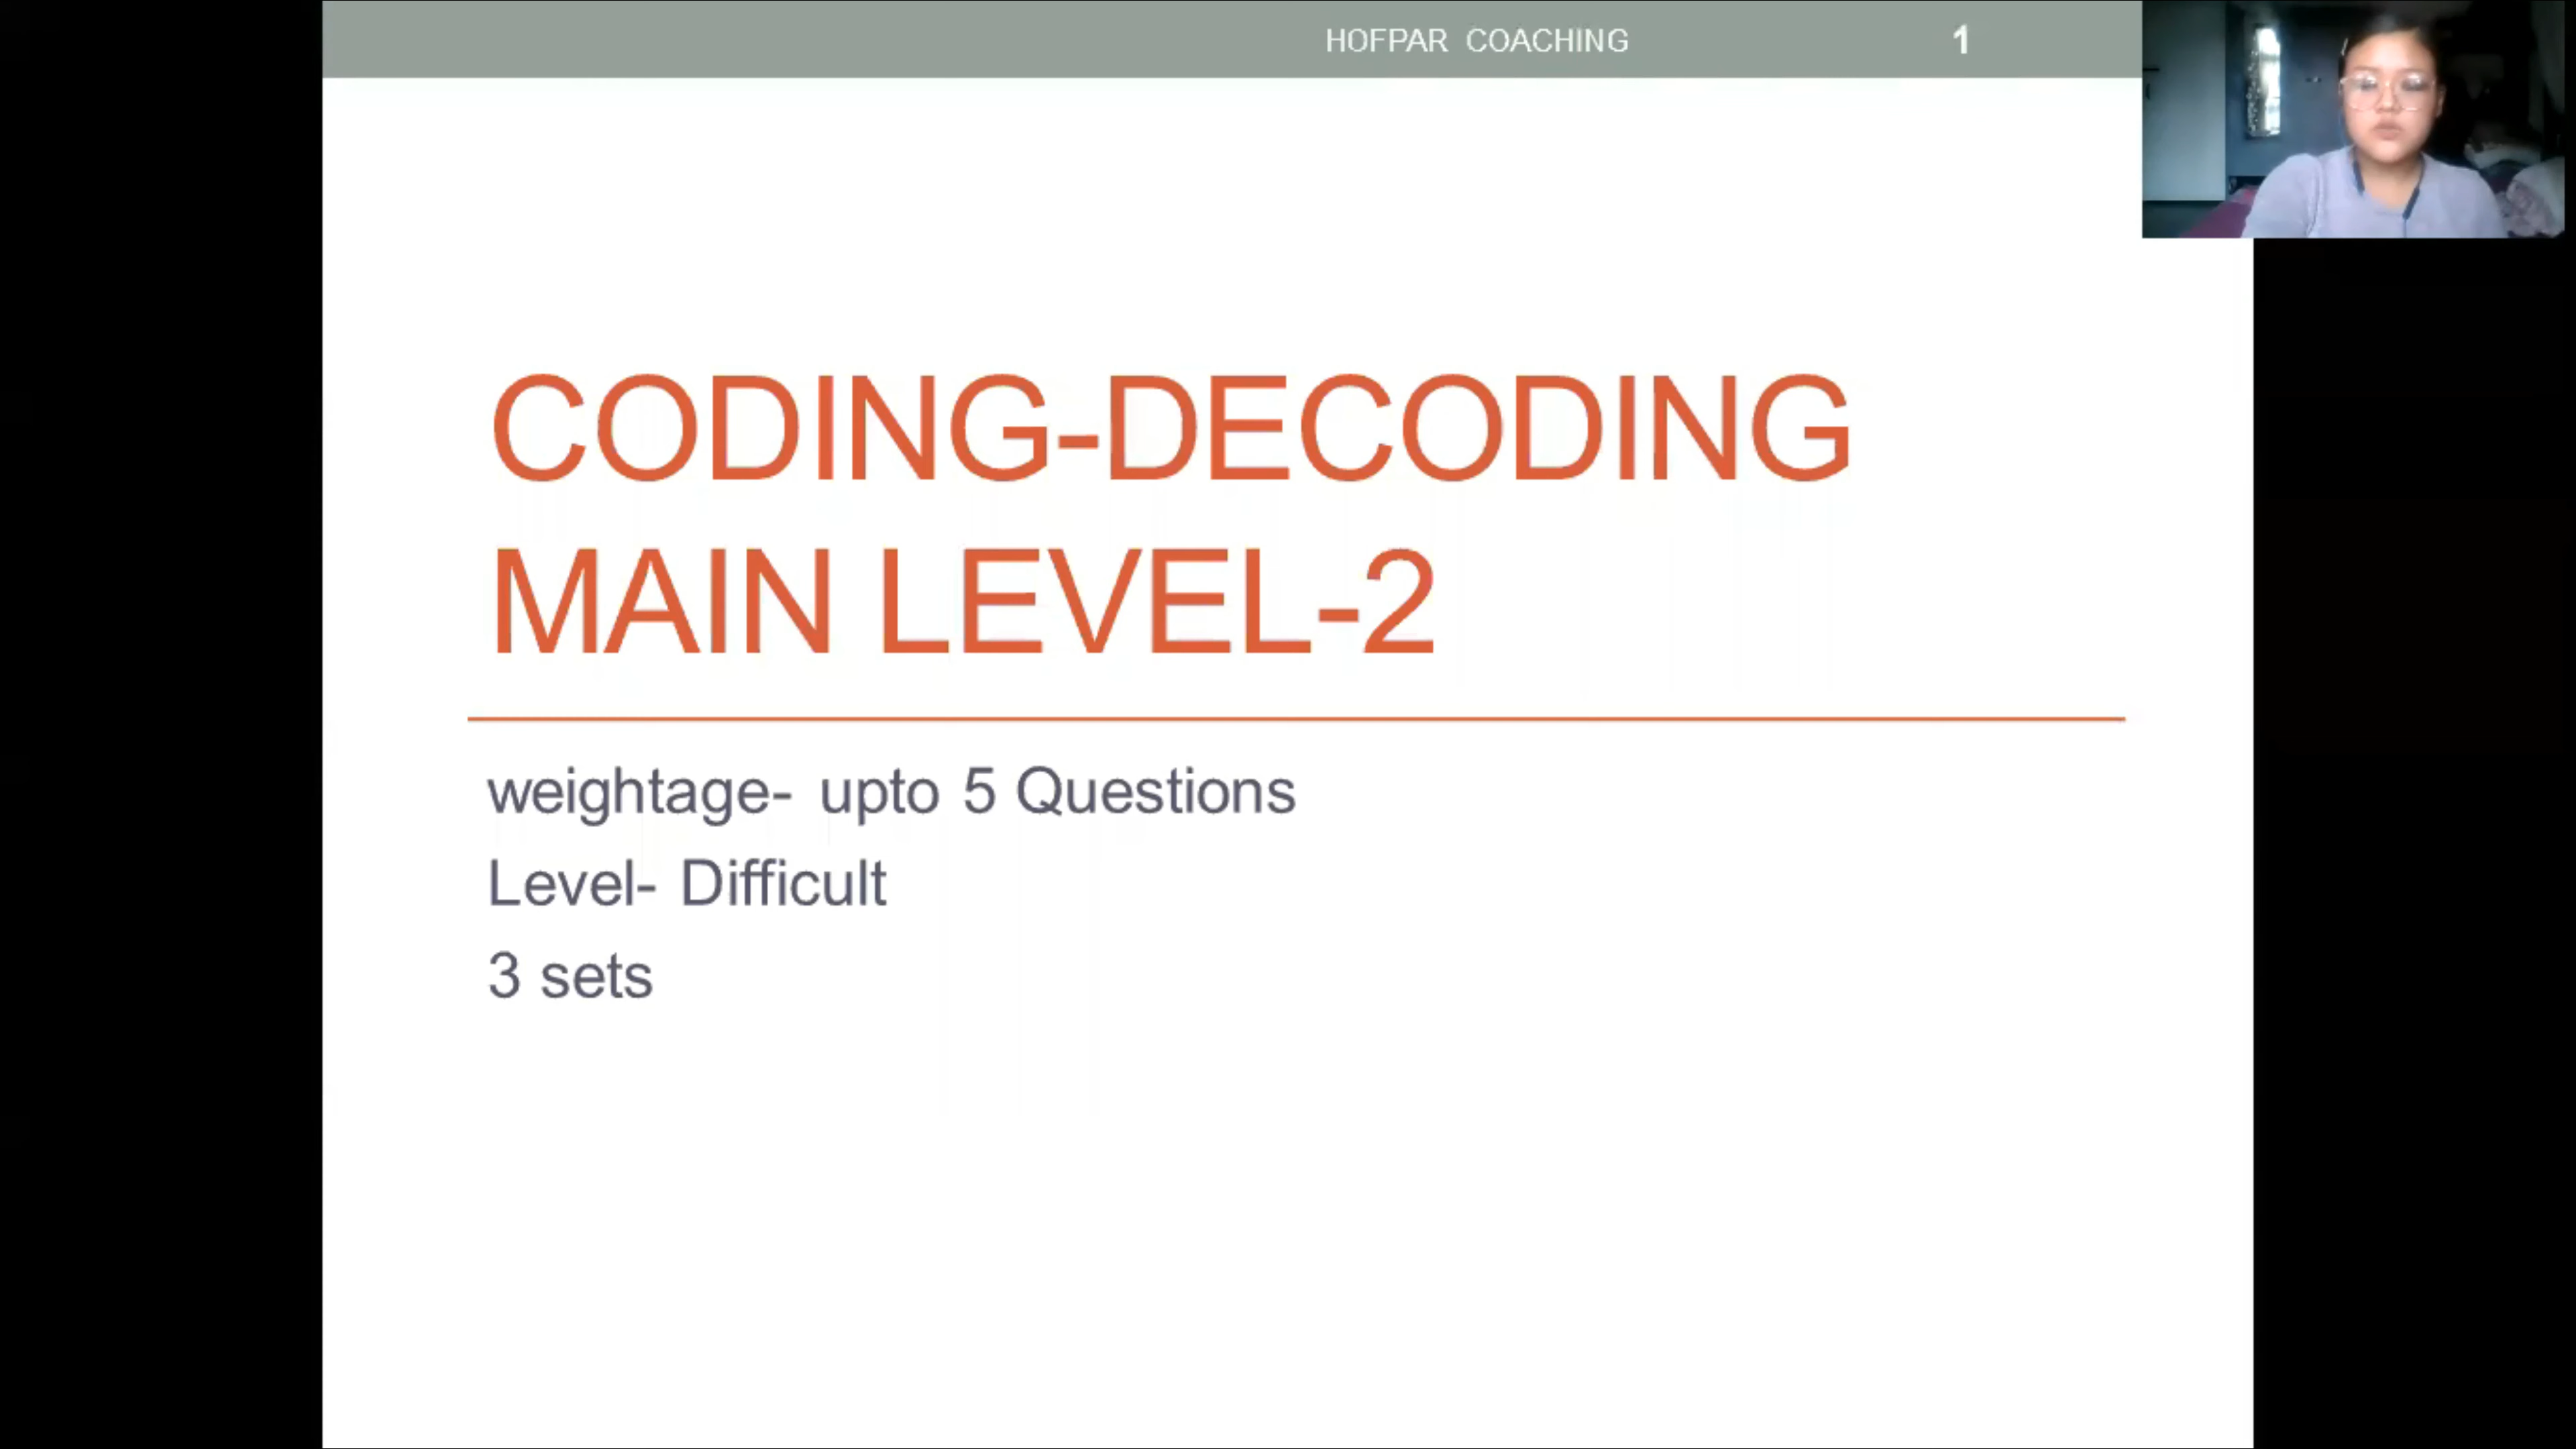 HOFPAR COACHING 1
CODING-DECODING
MAIN LEVEL-2
weightage- upto 5 Questions
Level- Difficult
3 sets